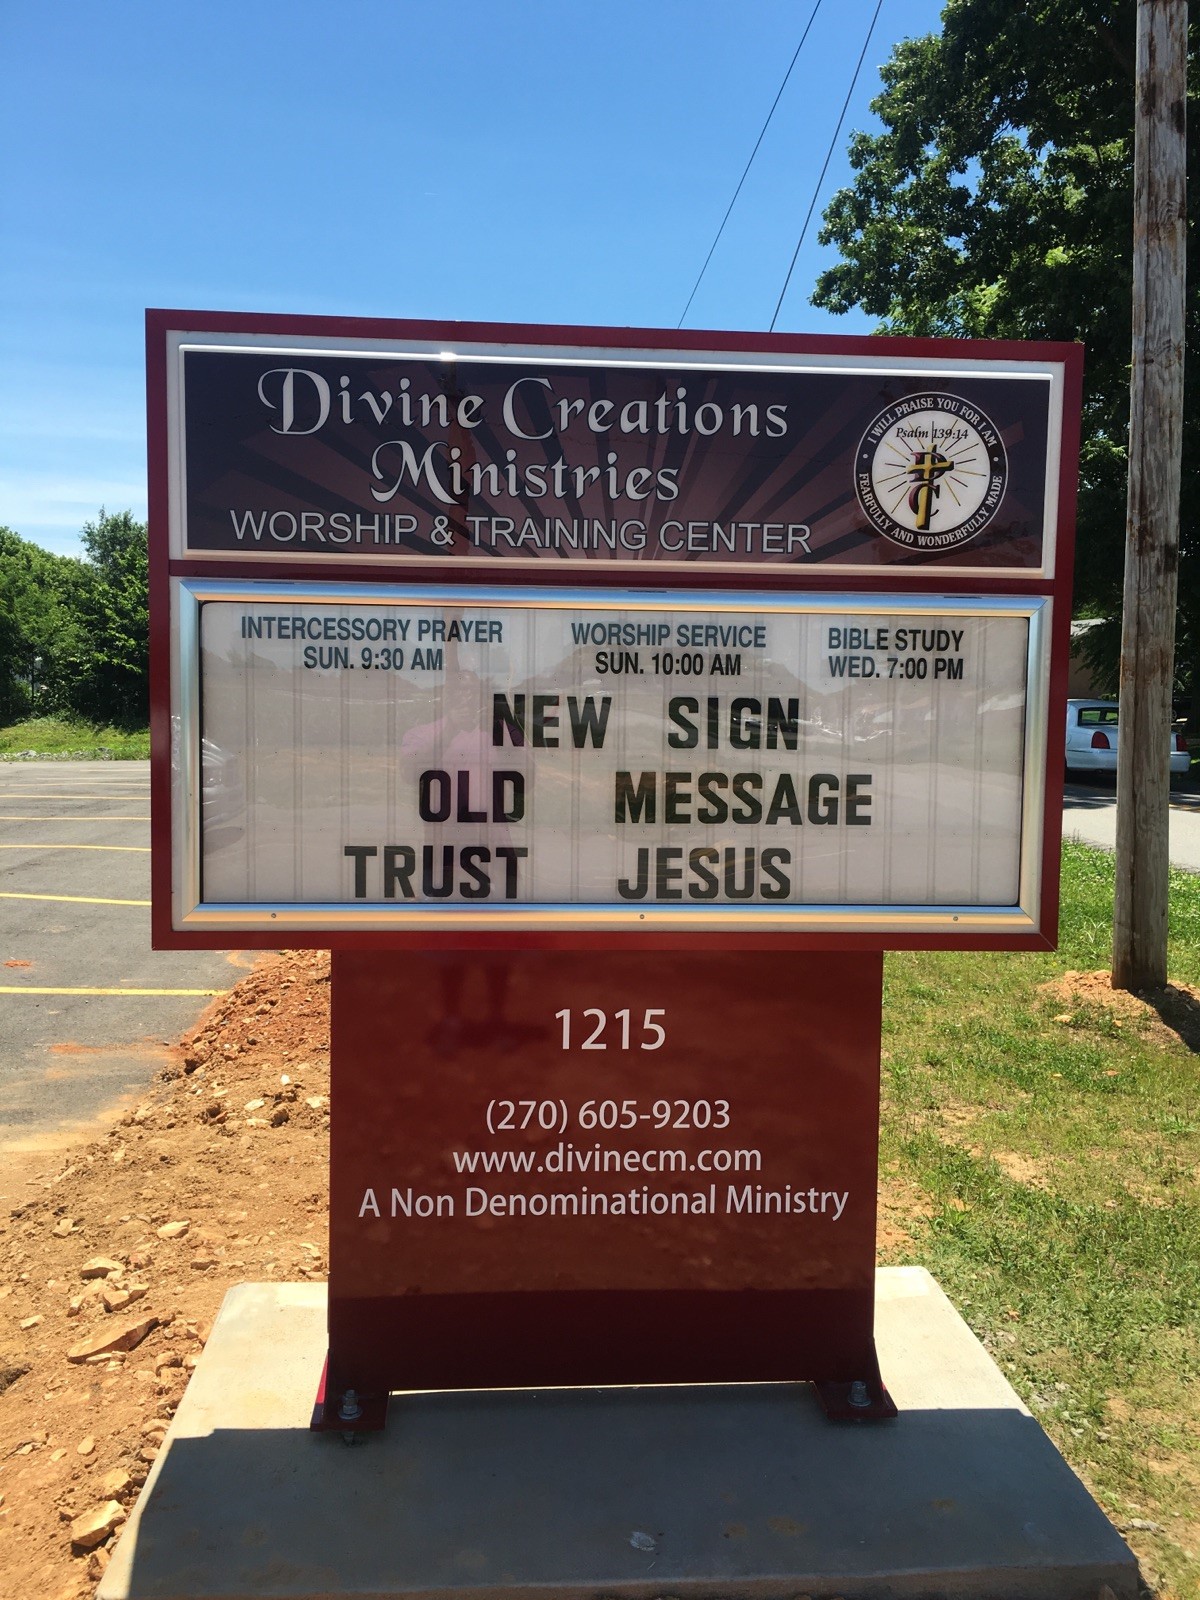 Divine Creations
Ministries
WORSHIP & TRAINING CENTER
I WILL PRAISE YOU FOR I AM
Psalm 139:14
DC
FEARFULLY AND WONDERFULLY MADE
INTERCESSORY PRAYER
SUN. 9:30 AM
WORSHIP SERVICE
SUN. 10:00 AM
BIBLE STUDY
WED. 7:00 PM
NEW SIGN
OLD MESSAGE
TRUST JESUS
1215
(270) 605-9203
www.divinecm.com
A Non Denominational Ministry